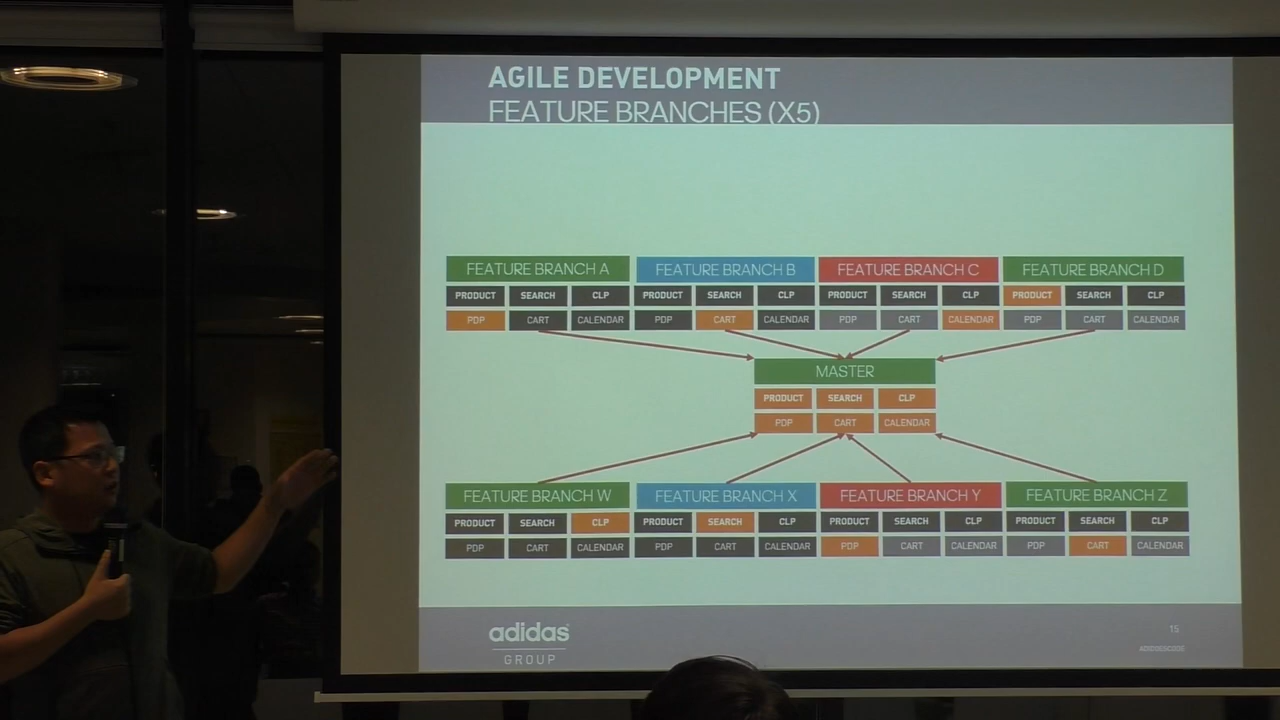 AGILE DEVELOPMENT
FEATURE BRANCHES (X5)
FEATURE BRANCH A FEATURE BRANCH B FEATURE BRANCH C FEATURE BRANCH D
PRODUCT SEARCH CLP PRODUCT SEARCH CLP PRODUCT SEARCH CLP PRODUCT SEARCH CLP
PDP CART CALENDAR PDP CART CALENDAR PDP CART CALENDAR PDP CART CALENDAR
MASTER
PRODUCT SEARCH CLP
PDP CART CALENDAR
FEATURE BRANCH W FEATURE BRANCH X FEATURE BRANCH Y FEATURE BRANCH Z
PRODUCT SEARCH CLP PRODUCT SEARCH CLP PRODUCT SEARCH CLP PRODUCT SEARCH CLP
PDP CART CALENDAR PDP CART CALENDAR PDP CART CALENDAR PDP CART CALENDAR
adidas
GROUP
15